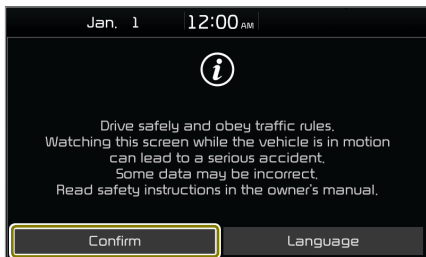 Jan. 1 12:00 AM
i
Drive safely and obey traffic rules.
Watching this screen while the vehicle is in motion
can lead to a serious accident.
Some data may be incorrect.
Read safety instructions in the owner's manual.
Confirm Language